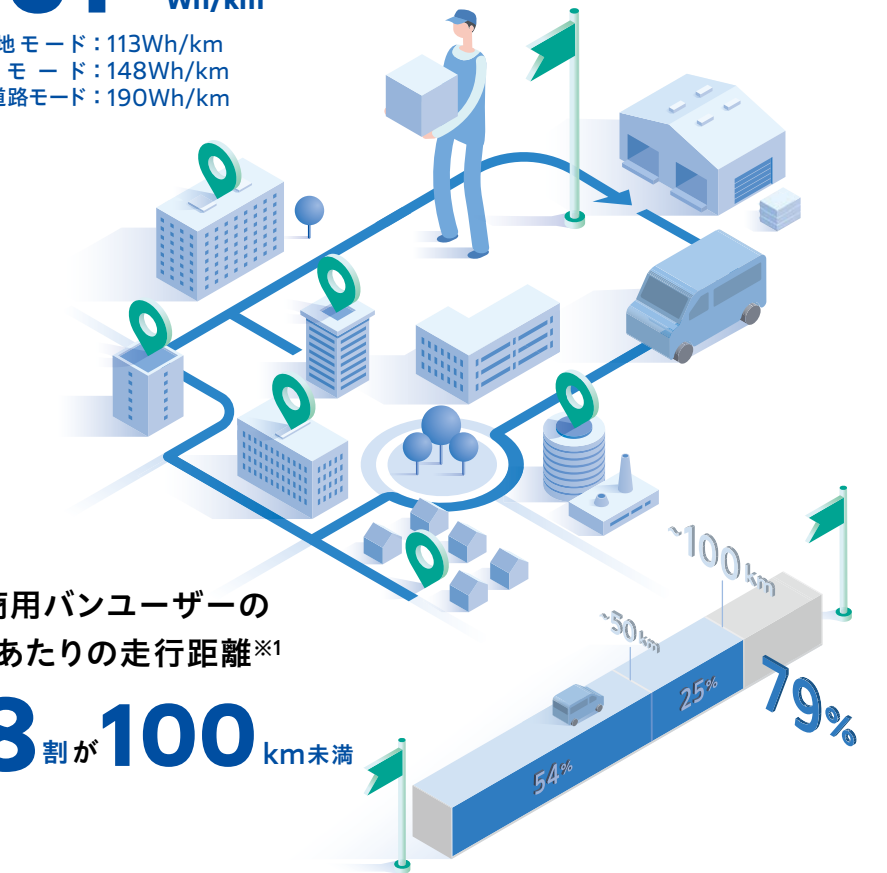 Wh/km
地モード：113Wh/km
モード：148Wh/km
道路モード：190Wh/km
~100km
用バンユーザーの
~50km
あたりの走行距離※1
79%
25%
8割が100km未満
54%